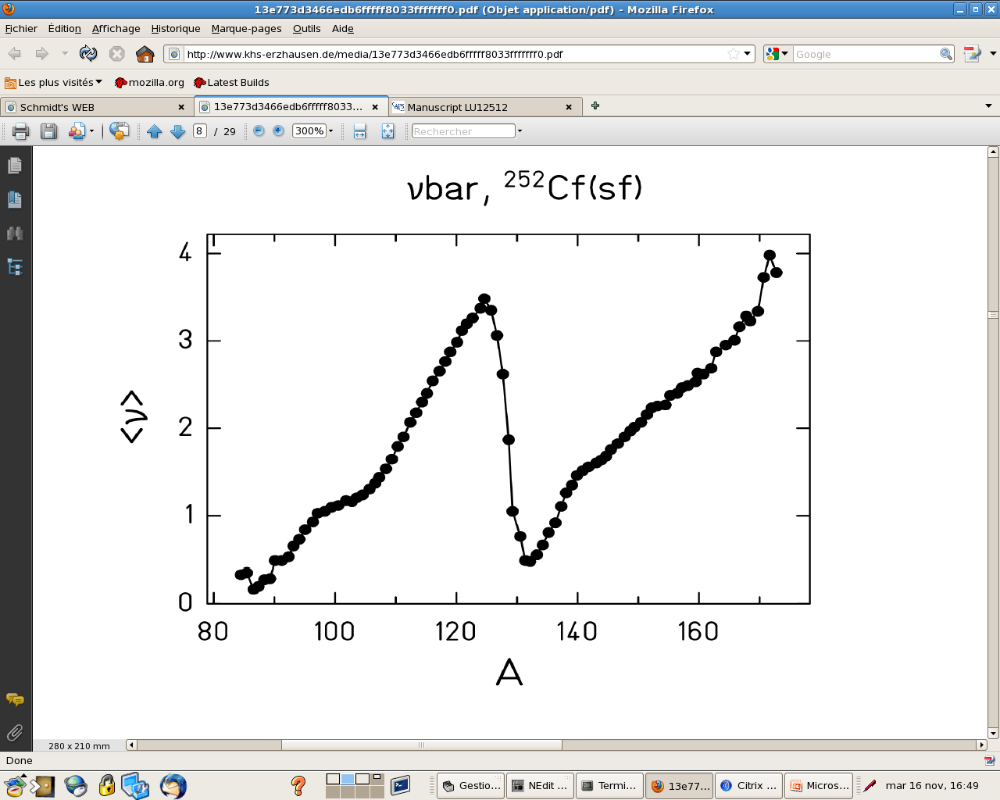 13e773d3466edb6fffff8033fffffff0.pdf (Objet application/pdf) - Mozilla Firefox
Fichier Édition Affichage Historique Marque-pages Outils Aide
http://www.khs-erzhausen.de/media/13e773d3466edb6fffff8033fffffff0.pdf Google
Les plus visités mozilla.org Latest Builds
Schmidt's WEB 13e773d3466edb6fffff8033... Manuscript LU12512
8 / 29 300% Rechercher
νbar, ²⁵²Cf(sf)
4
3
2
1
0
<ν>
80 100 120 140 160
A
280 x 210 mm
Done
Gestio... NEdit ... Termi... 13e77... Citrix ... Micros... mar 16 nov, 16:49